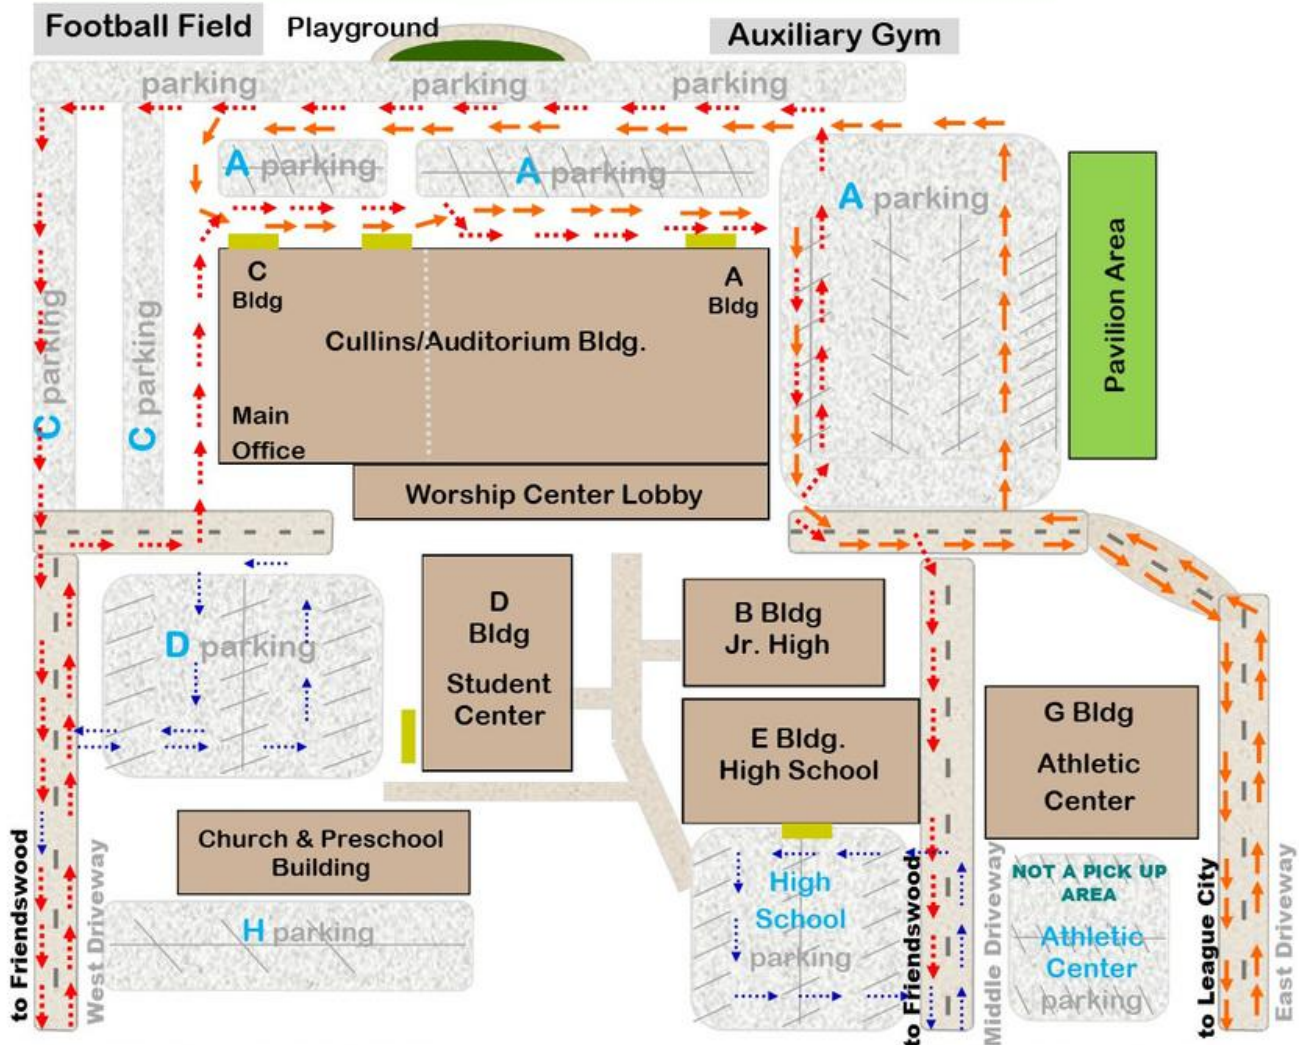 Football Field
Playground
Auxiliary Gym
parking
parking
parking
A parking
A parking
A parking
Pavilion Area
C
Bldg
A
Bldg
Cullins/Auditorium Bldg.
Main
Office
C parking
C parking
Worship Center Lobby
D
Bldg
Student
Center
B Bldg
Jr. High
D parking
E Bldg.
High School
G Bldg
Athletic
Center
Church & Preschool
Building
H parking
High
School
parking
NOT A PICK UP
AREA
Athletic
Center
parking
to Friendswood
West Driveway
to Friendswood
Middle Driveway
to League City
East Driveway